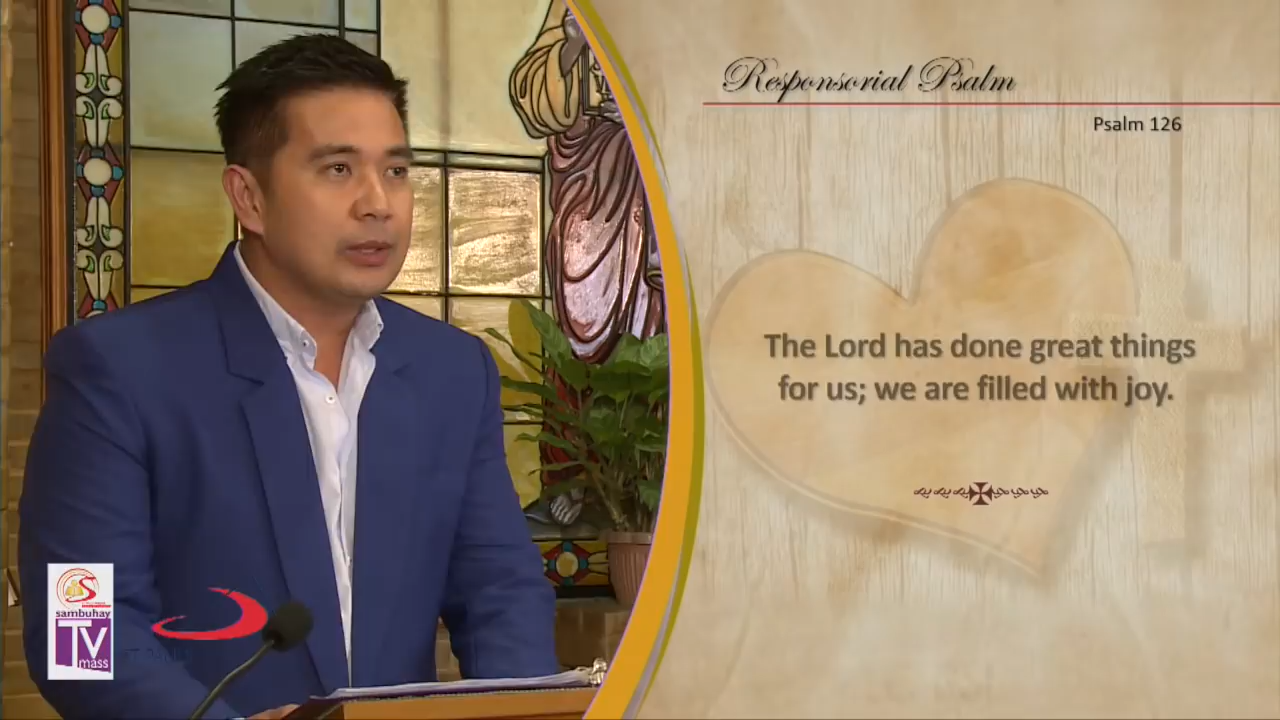 Responsorial Psalm
Psalm 126
The Lord has done great things
for us; we are filled with joy.
sambuhay
TV
mass